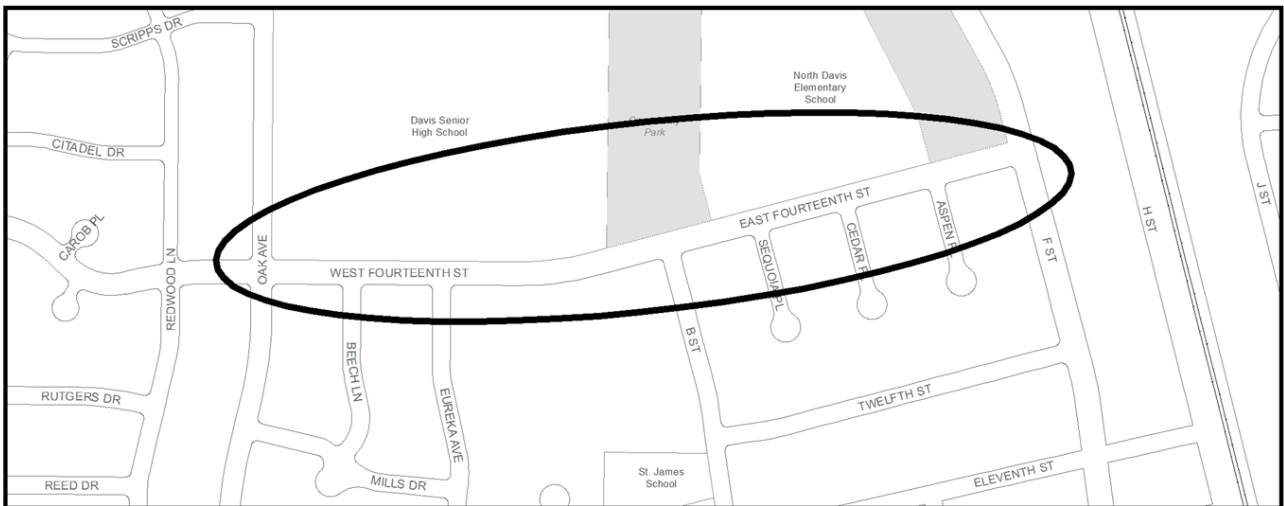 SCRIPPS DR
Davis Senior
High School
North Davis
Elementary
School
Park
CITADEL DR
CAROB PL
REDWOOD LN
OAK AVE
WEST FOURTEENTH ST
EAST FOURTEENTH ST
SEQUOIA PL
CEDAR PL
ASPEN
F ST
H ST
J ST
B ST
BEECH LN
EUREKA AVE
RUTGERS DR
TWELFTH ST
REED DR
MILLS DR
St. James
School
ELEVENTH ST